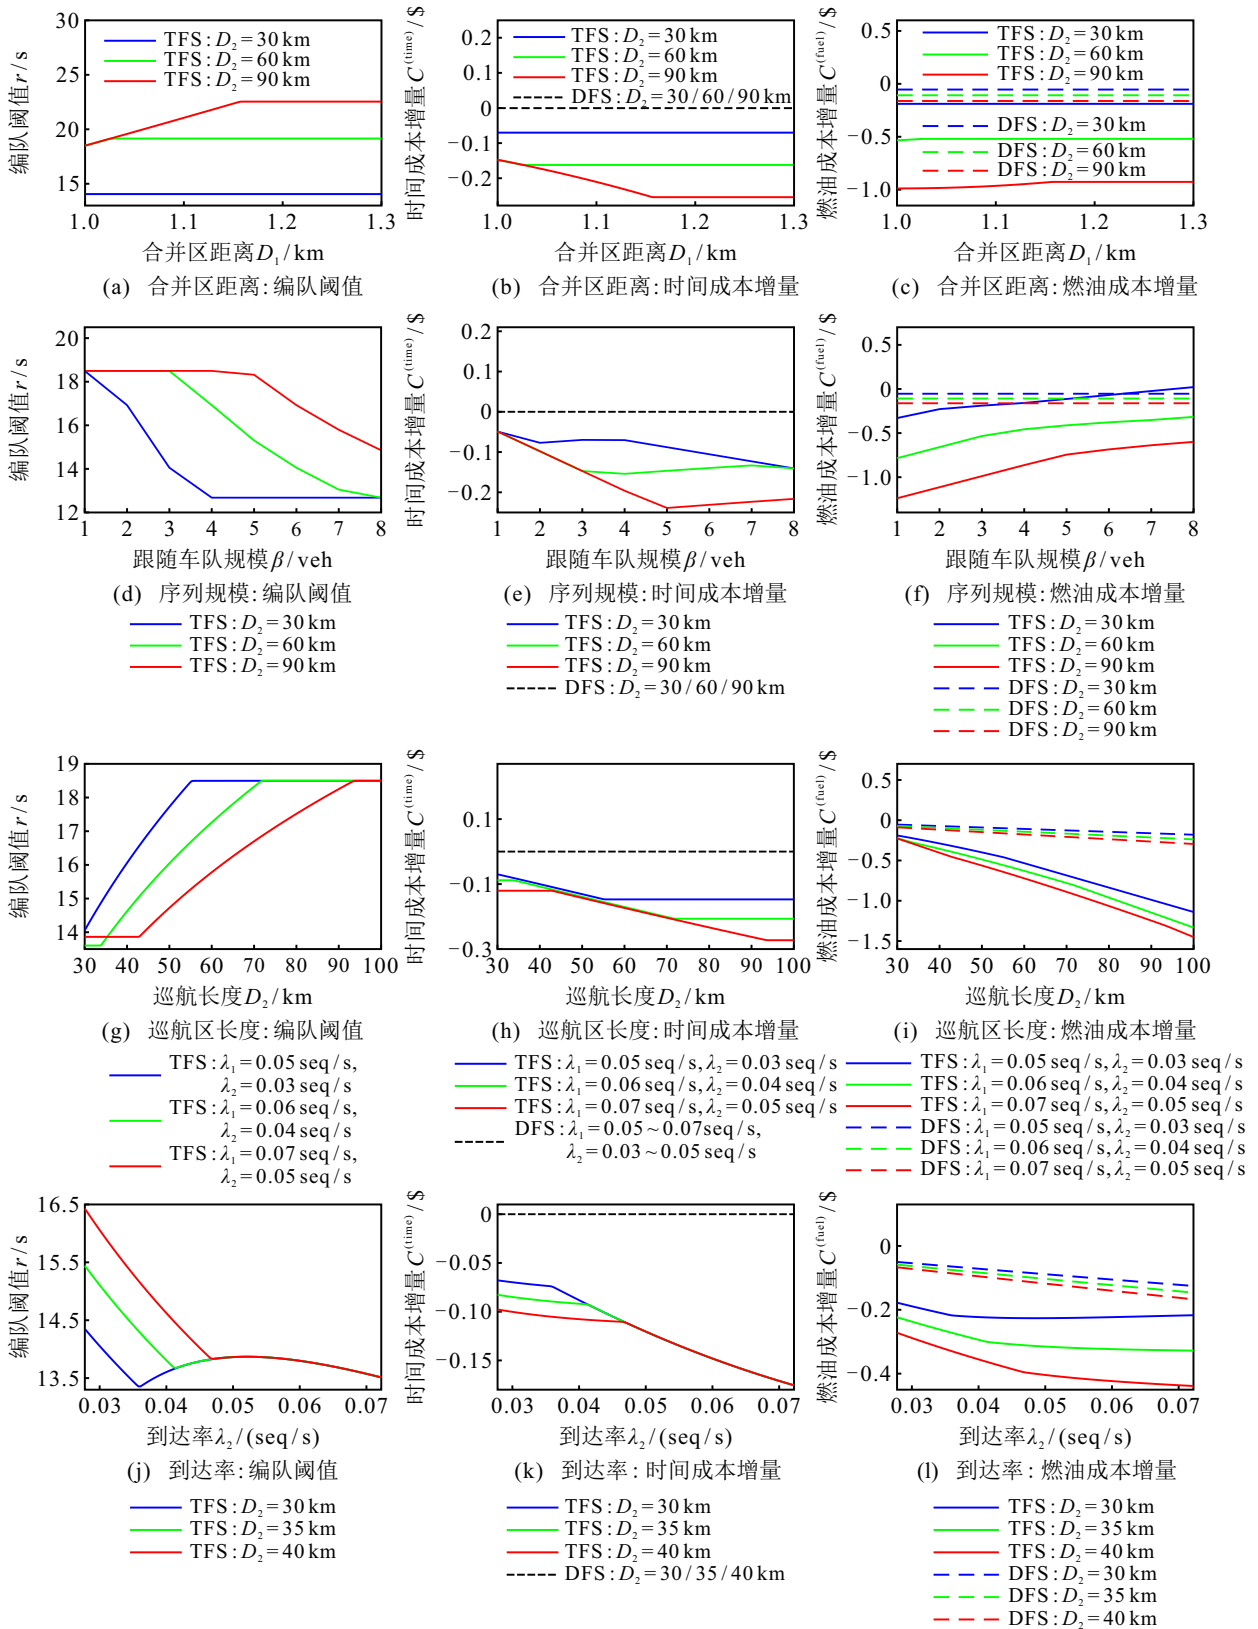 编队阈值r/s
30
25
20
15
TFS:D₂=30 km
TFS:D₂=60 km
TFS:D₂=90 km
1.0 1.1 1.2 1.3
合并区距离D₁/km
(a) 合并区距离:编队阈值
时间成本增量C⁽ᵗⁱᵐᵉ⁾/$
0.2
0.1
0
−0.1
−0.2
TFS:D₂=30 km
TFS:D₂=60 km
TFS:D₂=90 km
DFS:D₂=30/60/90 km
1.0 1.1 1.2 1.3
合并区距离D₁/km
(b) 合并区距离:时间成本增量
燃油成本增量C⁽ᶠᵘᵉˡ⁾/$
0.5
0
−0.5
−1.0
TFS:D₂=30 km
TFS:D₂=60 km
TFS:D₂=90 km
DFS:D₂=30 km
DFS:D₂=60 km
DFS:D₂=90 km
1.0 1.1 1.2 1.3
合并区距离D₁/km
(c) 合并区距离:燃油成本增量
编队阈值r/s
20
18
16
14
12
1 2 3 4 5 6 7 8
跟随车队规模β/veh
(d) 序列规模:编队阈值
TFS:D₂=30 km
TFS:D₂=60 km
TFS:D₂=90 km
时间成本增量C⁽ᵗⁱᵐᵉ⁾/$
0.2
0.1
0
−0.1
−0.2
1 2 3 4 5 6 7 8
跟随车队规模β/veh
(e) 序列规模:时间成本增量
TFS:D₂=30 km
TFS:D₂=60 km
TFS:D₂=90 km
DFS:D₂=30/60/90 km
燃油成本增量C⁽ᶠᵘᵉˡ⁾/$
0.5
0
−0.5
−1.0
1 2 3 4 5 6 7 8
跟随车队规模β/veh
(f) 序列规模:燃油成本增量
TFS:D₂=30 km
TFS:D₂=60 km
TFS:D₂=90 km
DFS:D₂=30 km
DFS:D₂=60 km
DFS:D₂=90 km
编队阈值r/s
19
18
17
16
15
14
30 40 50 60 70 80 90 100
巡航长度D₂/km
(g) 巡航区长度:编队阈值
TFS:λ₁=0.05 seq/s,
λ₂=0.03 seq/s
TFS:λ₁=0.06 seq/s,
λ₂=0.04 seq/s
TFS:λ₁=0.07 seq/s,
λ₂=0.05 seq/s
时间成本增量C⁽ᵗⁱᵐᵉ⁾/$
0.1
0
−0.1
−0.3
30 40 50 60 70 80 90 100
巡航长度D₂/km
(h) 巡航区长度:时间成本增量
TFS:λ₁=0.05 seq/s,λ₂=0.03 seq/s
TFS:λ₁=0.06 seq/s,λ₂=0.04 seq/s
TFS:λ₁=0.07 seq/s,λ₂=0.05 seq/s
DFS:λ₁=0.05~0.07seq/s,
λ₂=0.03~0.05seq/s
燃油成本增量C⁽ᶠᵘᵉˡ⁾/$
0.5
0
−0.5
−1.0
−1.5
30 40 50 60 70 80 90 100
巡航长度D₂/km
(i) 巡航区长度:燃油成本增量
TFS:λ₁=0.05 seq/s,λ₂=0.03 seq/s
TFS:λ₁=0.06 seq/s,λ₂=0.04 seq/s
TFS:λ₁=0.07 seq/s,λ₂=0.05 seq/s
DFS:λ₁=0.05 seq/s,λ₂=0.03 seq/s
DFS:λ₁=0.06 seq/s,λ₂=0.04 seq/s
DFS:λ₁=0.07 seq/s,λ₂=0.05 seq/s
编队阈值r/s
16.5
15.5
14.5
13.5
0.03 0.04 0.05 0.06 0.07
到达率λ₂/(seq/s)
(j) 到达率:编队阈值
TFS:D₂=30 km
TFS:D₂=35 km
TFS:D₂=40 km
时间成本增量C⁽ᵗⁱᵐᵉ⁾/$
0
−0.05
−0.10
−0.15
0.03 0.04 0.05 0.06 0.07
到达率λ₂/(seq/s)
(k) 到达率:时间成本增量
TFS:D₂=30 km
TFS:D₂=35 km
TFS:D₂=40 km
DFS:D₂=30/35/40 km
燃油成本增量C⁽ᶠᵘᵉˡ⁾/$
0
−0.2
−0.4
0.03 0.04 0.05 0.06 0.07
到达率λ₂/(seq/s)
(l) 到达率:燃油成本增量
TFS:D₂=30 km
TFS:D₂=35 km
TFS:D₂=40 km
DFS:D₂=30 km
DFS:D₂=35 km
DFS:D₂=40 km